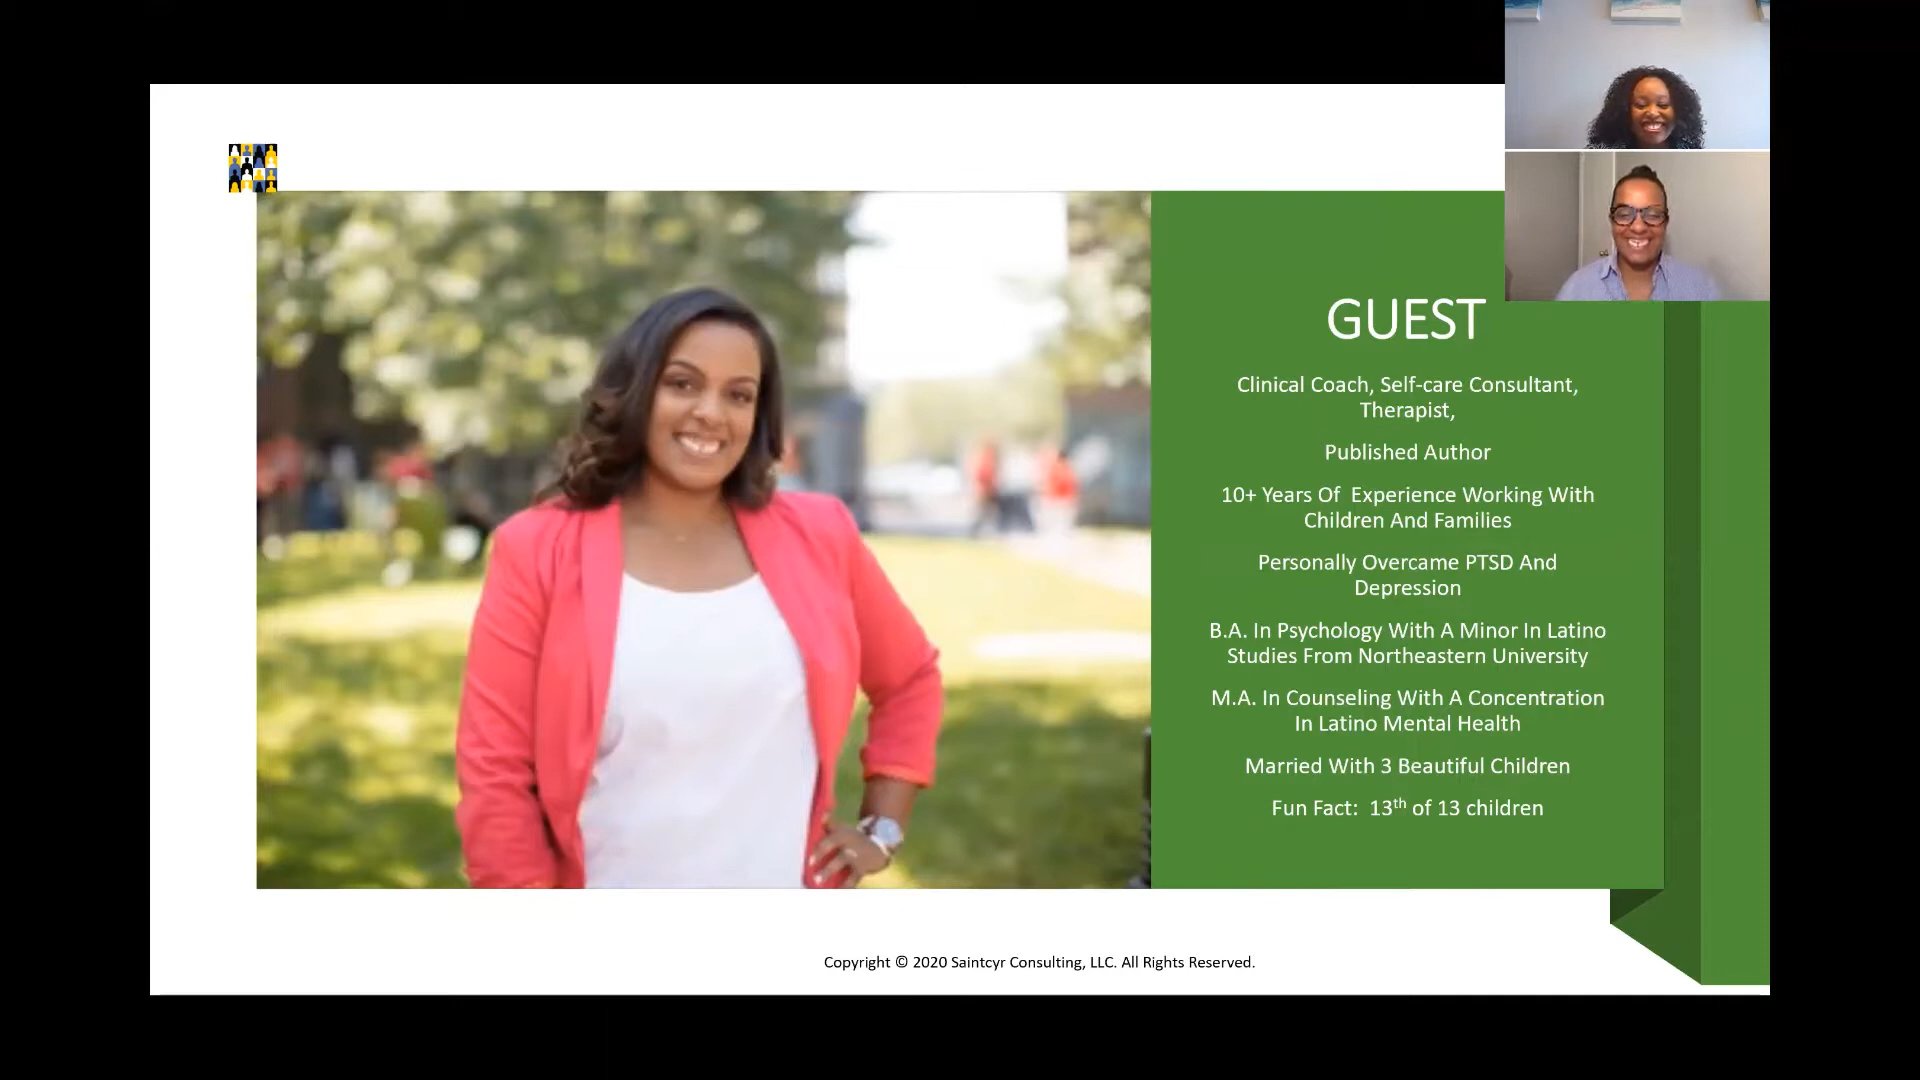 GUEST
Clinical Coach, Self-care Consultant,
Therapist,
Published Author
10+ Years Of  Experience Working With
Children And Families
Personally Overcame PTSD And
Depression
B.A. In Psychology With A Minor In Latino
Studies From Northeastern University
M.A. In Counseling With A Concentration
In Latino Mental Health
Married With 3 Beautiful Children
Fun Fact:  13th of 13 children
Copyright © 2020 Saintcyr Consulting, LLC. All Rights Reserved.